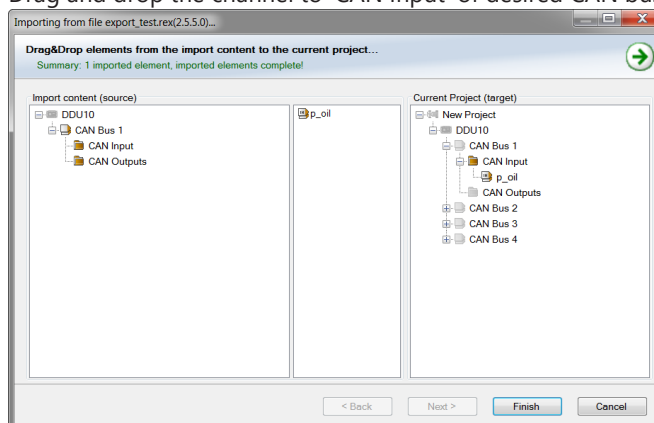 Drag and drop the channel to 'CAN Input' of desired CAN bu
Importing from file export_test.rex(2.5.5.0)...
Drag&Drop elements from the import content to the current project...
Summary: 1 imported element, imported elements complete!
Import content (source)
DDU10
CAN Bus 1
CAN Input
CAN Outputs
p_oil
Current Project (target)
New Project
DDU10
CAN Bus 1
CAN Input
p_oil
CAN Outputs
CAN Bus 2
CAN Bus 3
CAN Bus 4
< Back
Next >
Finish
Cancel